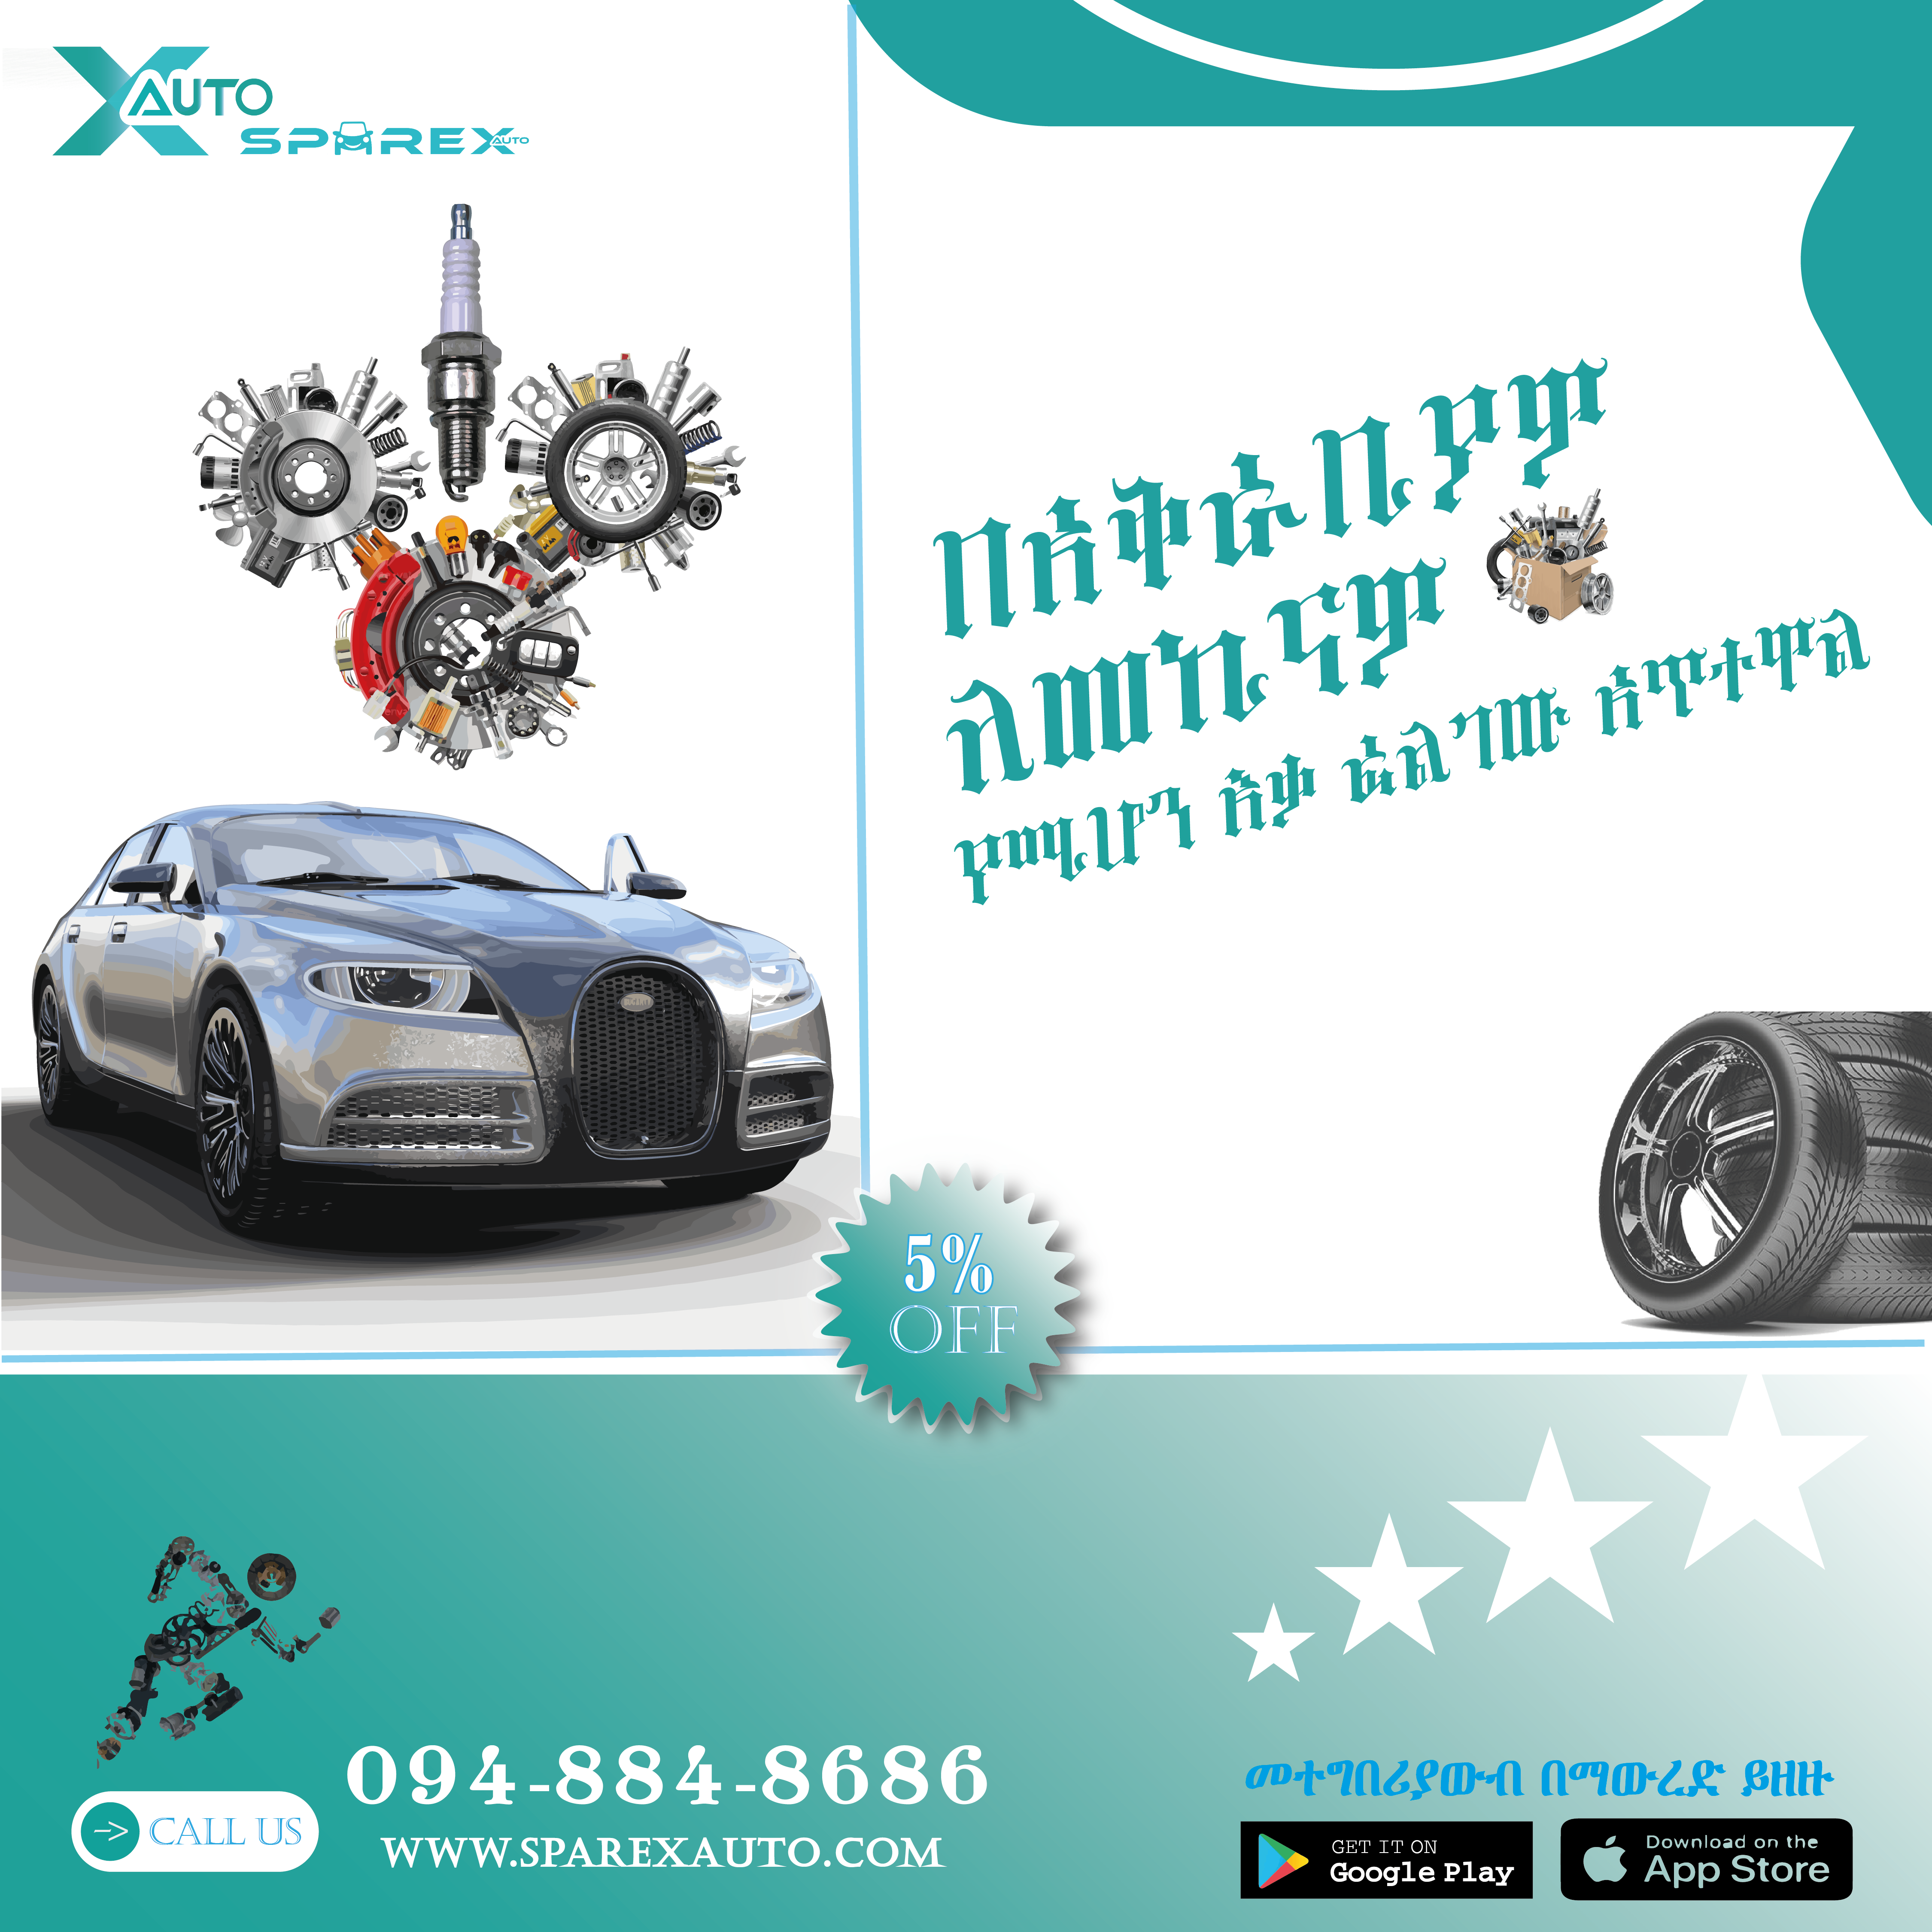 X AUTO
SPAREX AUTO
በአቅራቢያዎ
ለመኪናዎ
የሚሆን እቃ ፈልገው አጥተዋል
5%
OFF
094-884-8686
CALL US
WWW.SPAREXAUTO.COM
መተግበሪያውብ በማውረድ ይዘዙ
GET IT ON
Google Play
Download on the
App Store